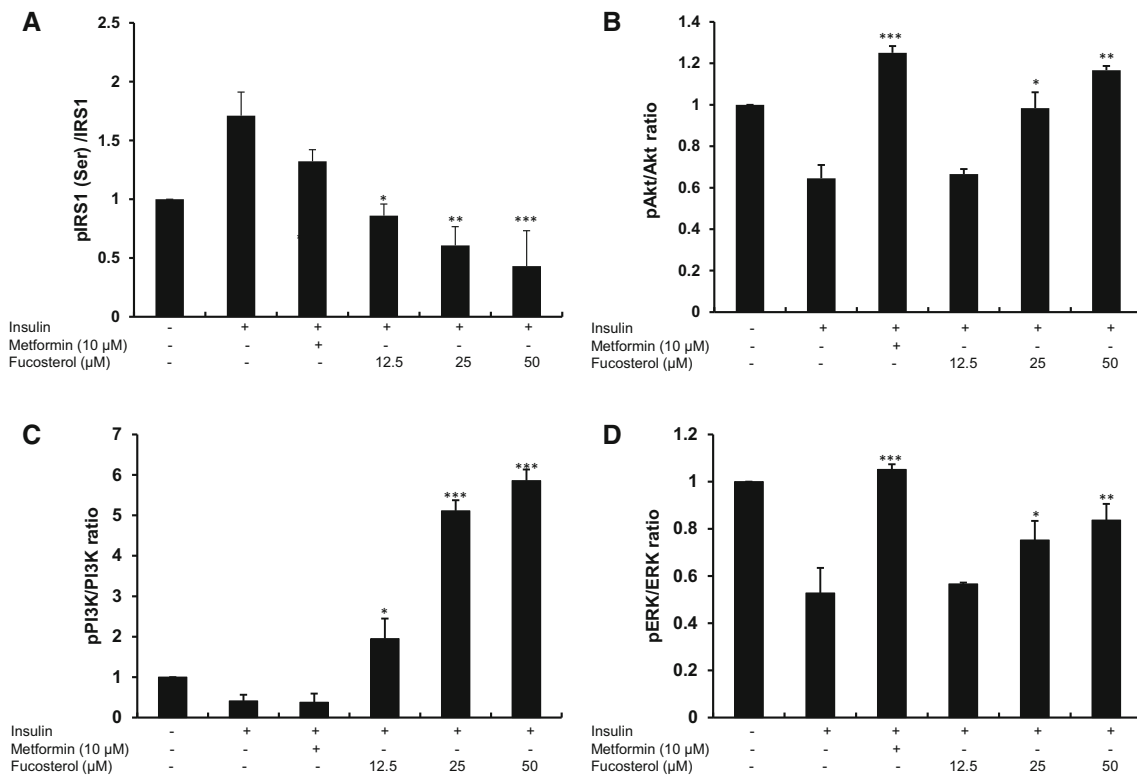 A
pIRS1 (Ser) /IRS1
2.5
2
1.5
1
0.5
0
*
*
**
***
Insulin - + + + + +
Metformin (10 μM) - - + - - -
Fucosterol (μM) - - - 12.5 25 50
B
pAkt/Akt ratio
1.4
1.2
1
0.8
0.6
0.4
0.2
0
***
*
**
Insulin - + + + + +
Metformin (10 μM) - - + - - -
Fucosterol (μM) - - - 12.5 25 50
C
pPI3K/PI3K ratio
7
6
5
4
3
2
1
0
*
***
***
Insulin - + + + + +
Metformin (10 μM) - - + - - -
Fucosterol (μM) - - - 12.5 25 50
D
pERK/ERK ratio
1.2
1
0.8
0.6
0.4
0.2
0
***
*
**
Insulin - + + + + +
Metformin (10 μM) - - + - - -
Fucosterol (μM) - - - 12.5 25 50